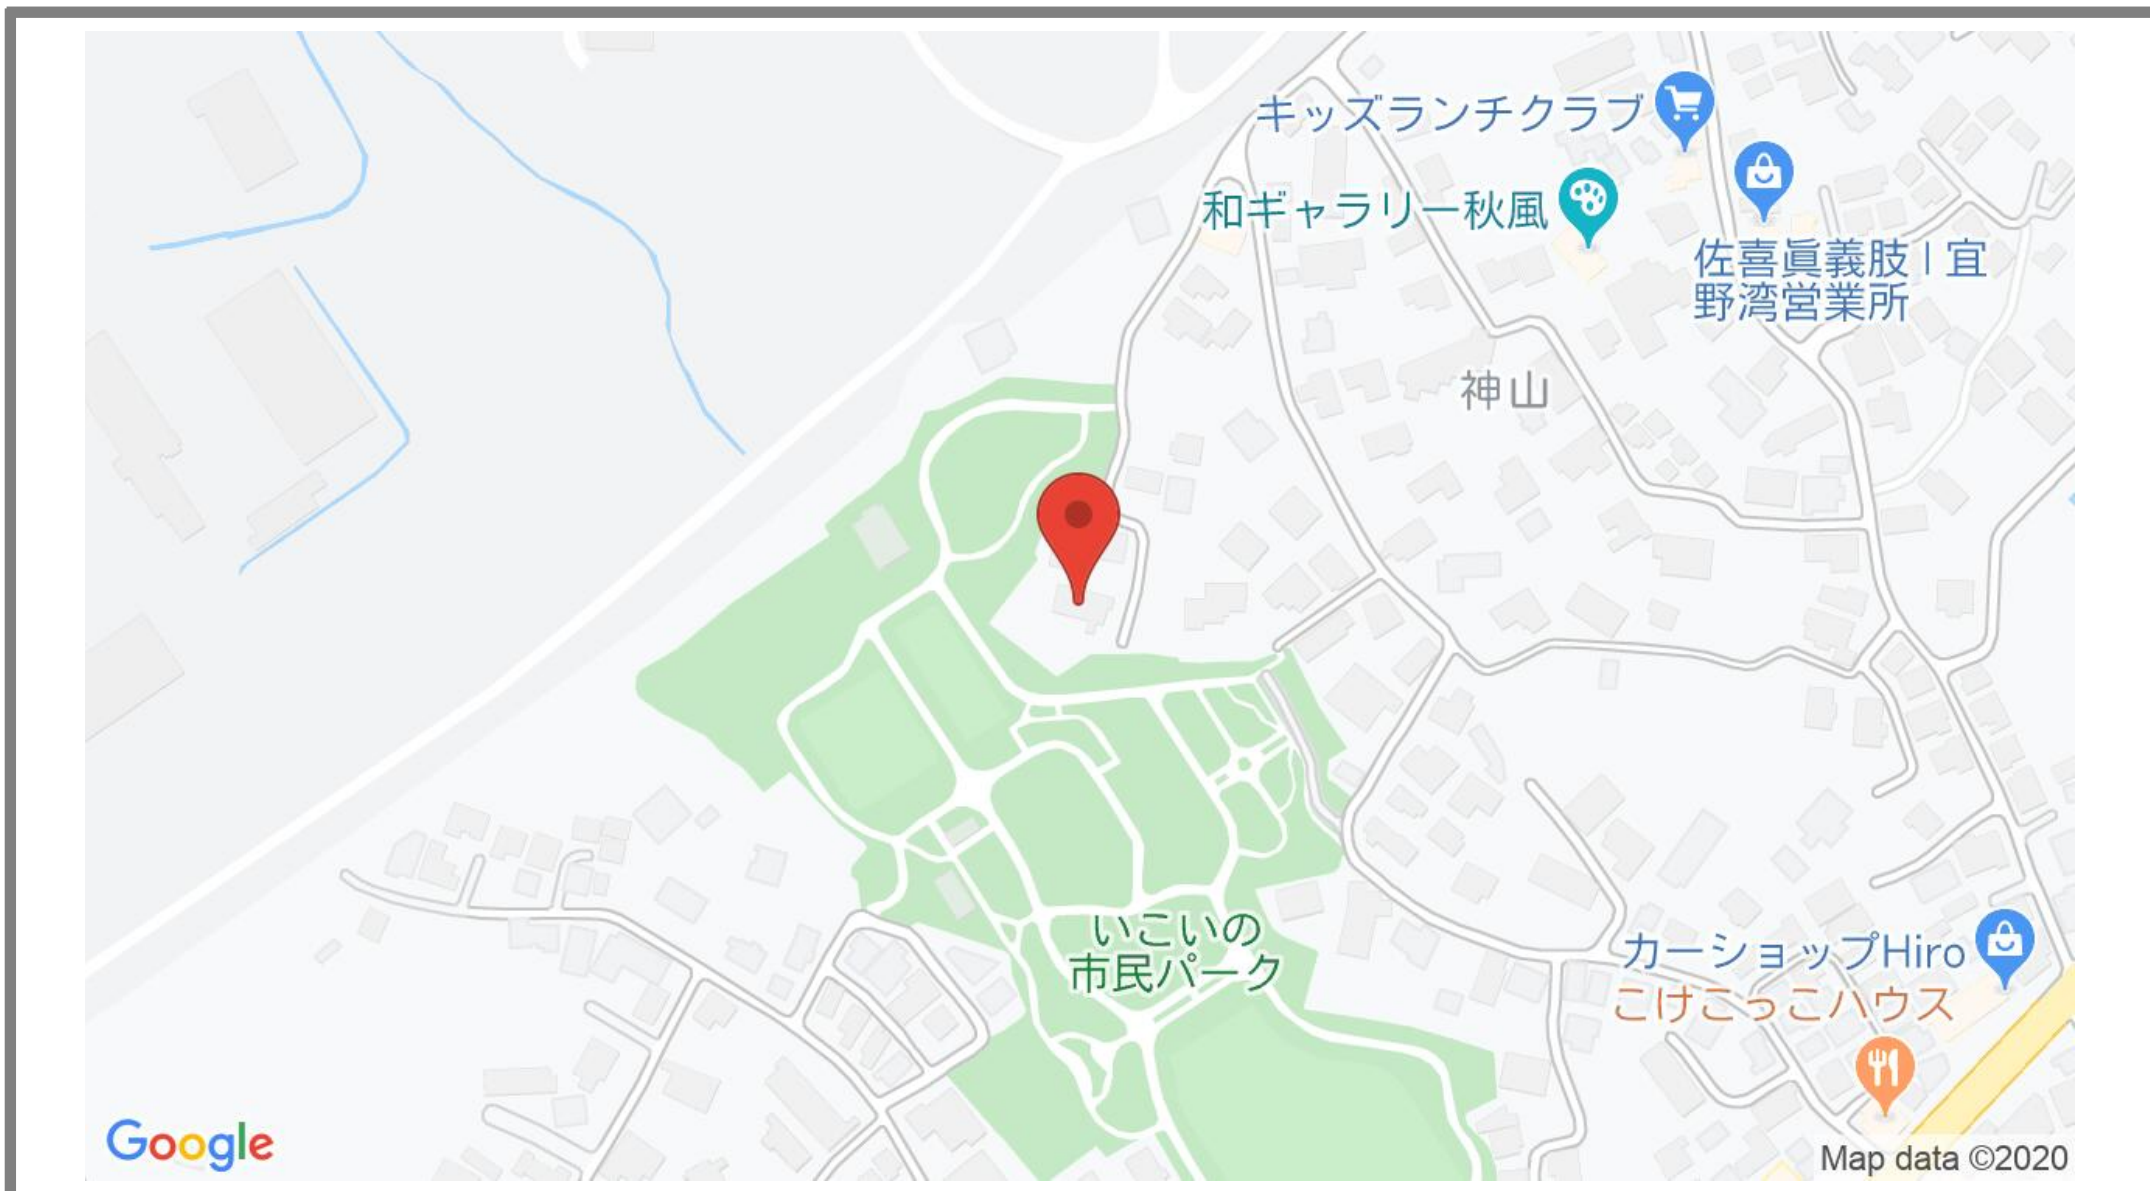 キッズランチクラブ
和ギャラリー秋風
佐喜眞義肢 | 宜
野湾営業所
神山
いこいの
市民パーク
カーショップHiro
こけこっこハウス
Google
Map data ©2020